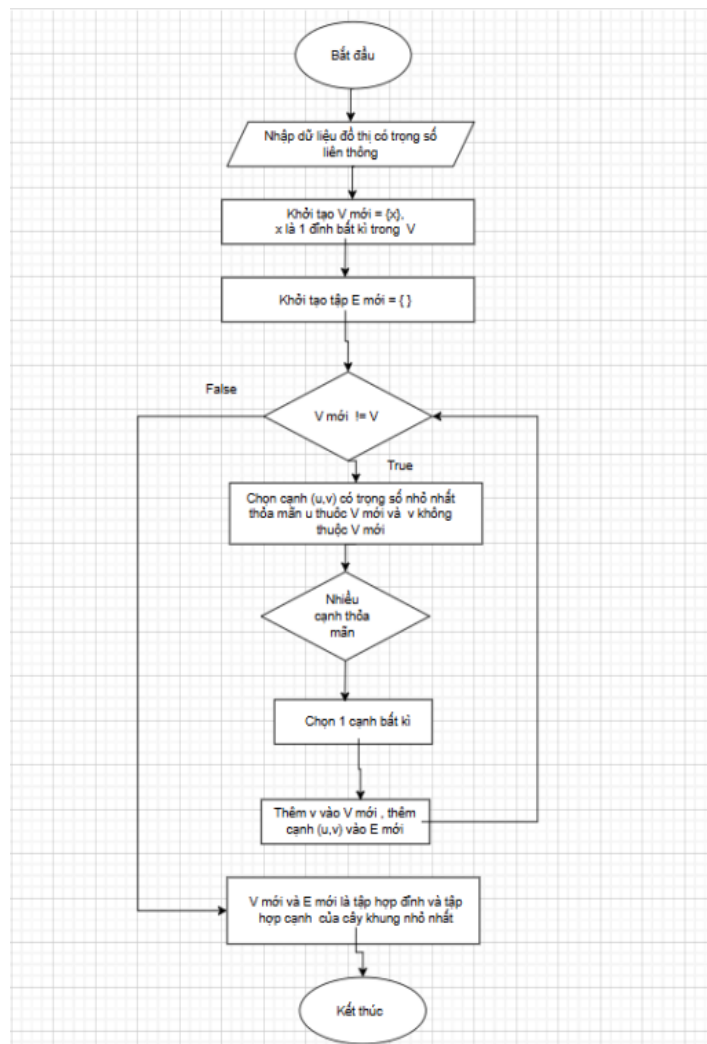 Bắt đầu
Nhập dữ liệu đồ thị có trọng số
liên thông
Khởi tạo V mới = {x},
x là 1 đỉnh bất kì trong V
Khởi tạo tập E mới = { }
False
V mới != V
True
Chọn cạnh (u,v) có trọng số nhỏ nhất
thỏa mãn u thuộc V mới và v không
thuộc V mới
Nhiều
cạnh thỏa
mãn
Chọn 1 cạnh bất kì
Thêm v vào V mới , thêm
cạnh (u,v) vào E mới
V mới và E mới là tập hợp đỉnh và tập
hợp cạnh của cây khung nhỏ nhất
Kết thúc